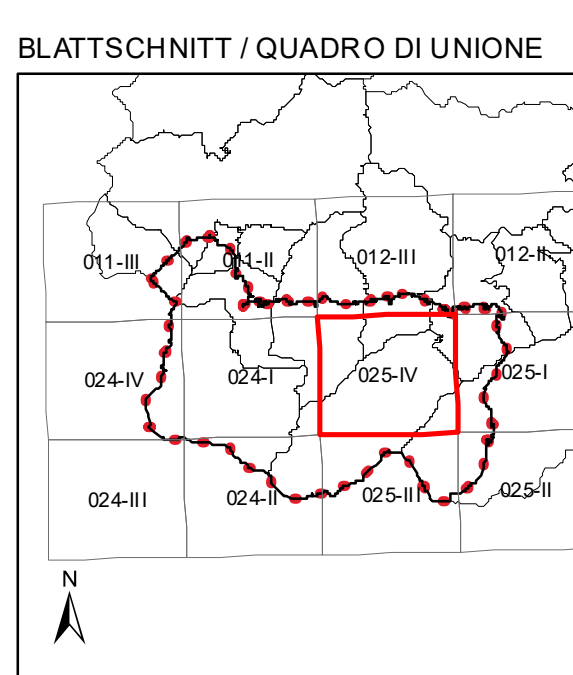 BLATTSCHNITT / QUADRO DI UNIONE
011-III 011-II 012-III 012-II
024-IV 024-I 025-IV 025-I
024-III 024-II 025-III 025-II
N